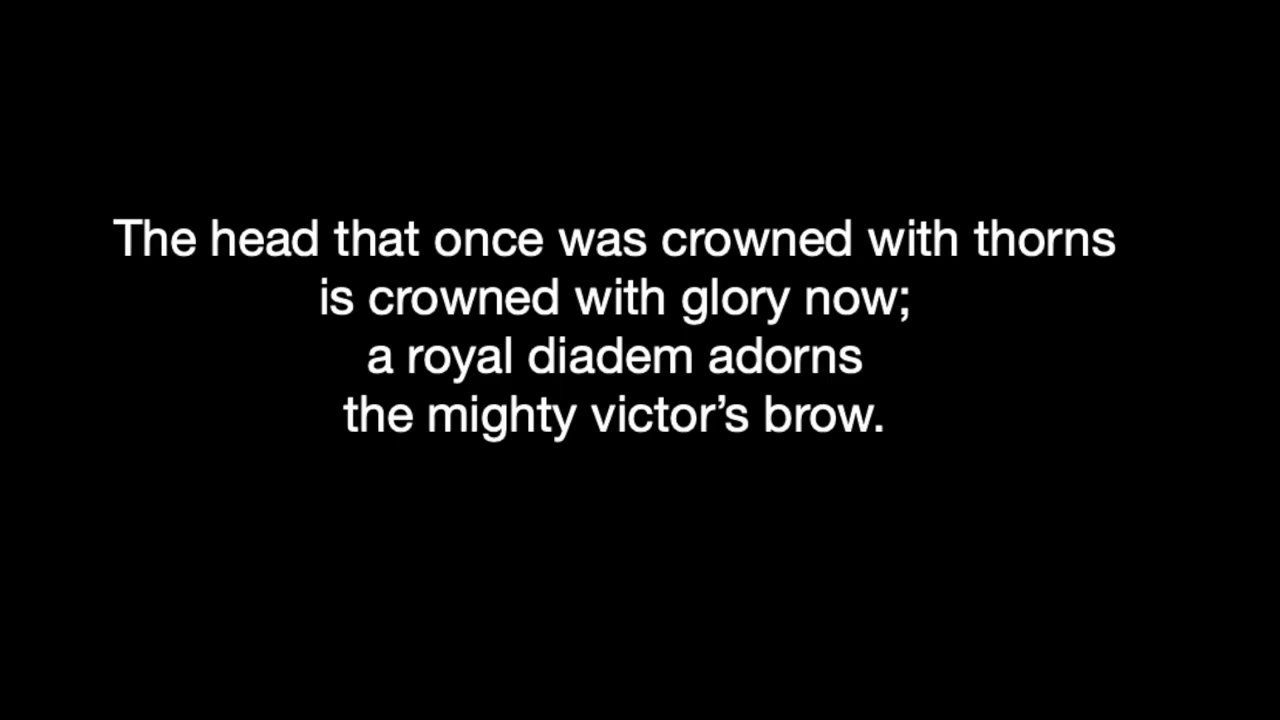 The head that once was crowned with thorns
is crowned with glory now;
a royal diadem adorns
the mighty victor’s brow.